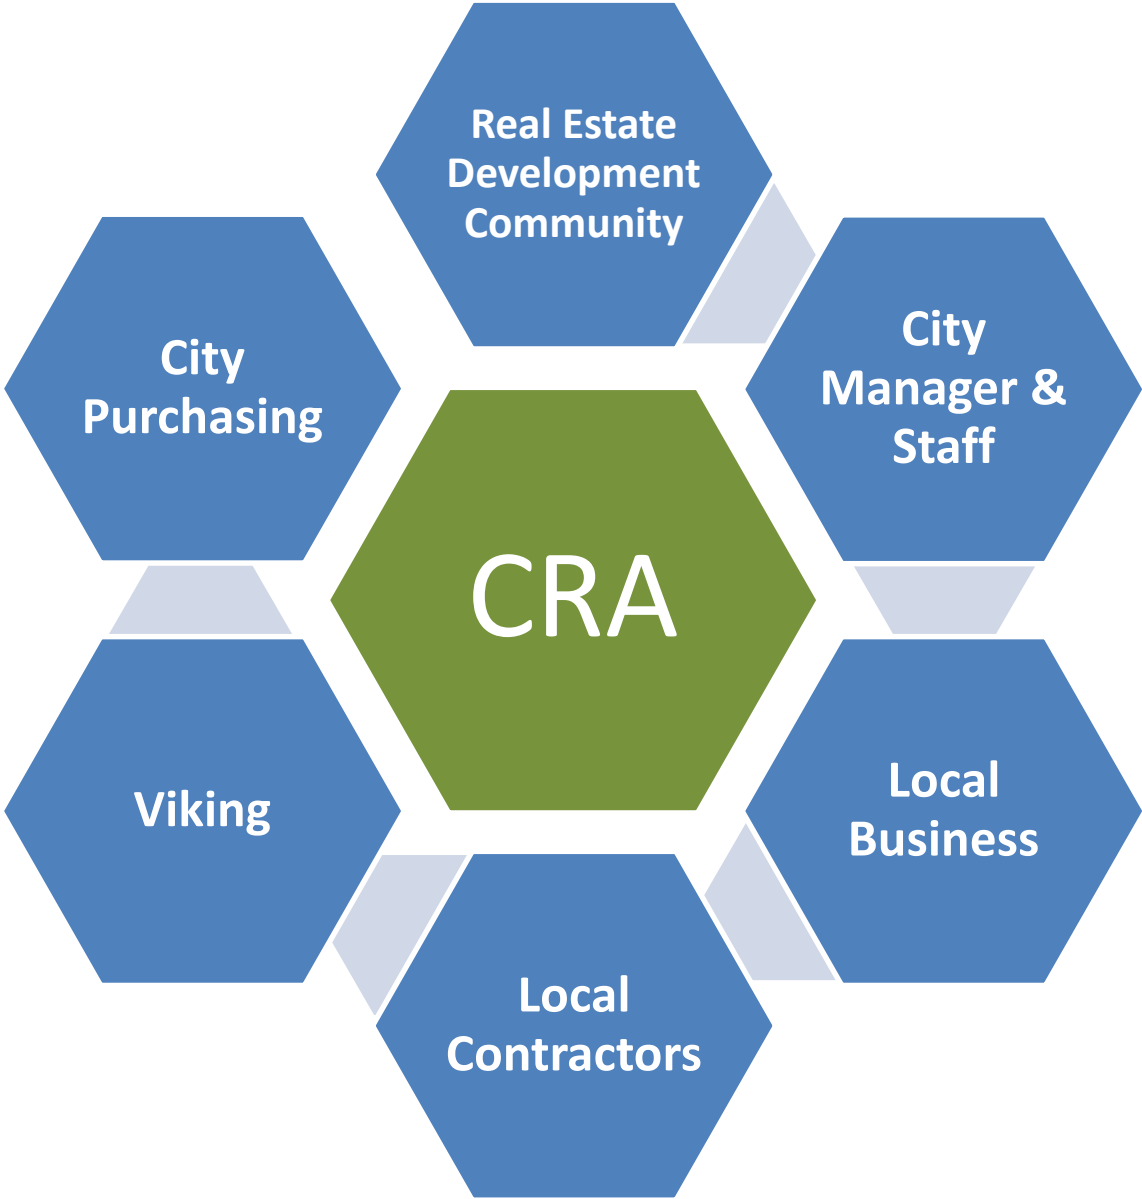 Real Estate
Development
Community
City
Manager &
Staff
City
Purchasing
CRA
Local
Business
Viking
Local
Contractors